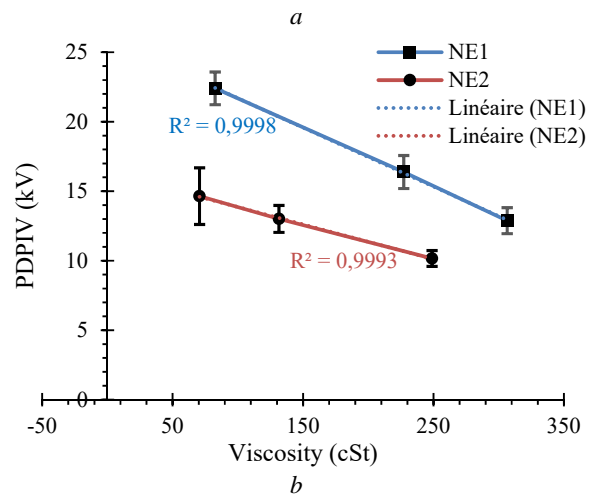 a
25
20
15
10
5
0
-50
50
150
250
350
PDPIV (kV)
Viscosity (cSt)
NE1
NE2
Linéaire (NE1)
Linéaire (NE2)
R² = 0,9998
R² = 0,9993
b